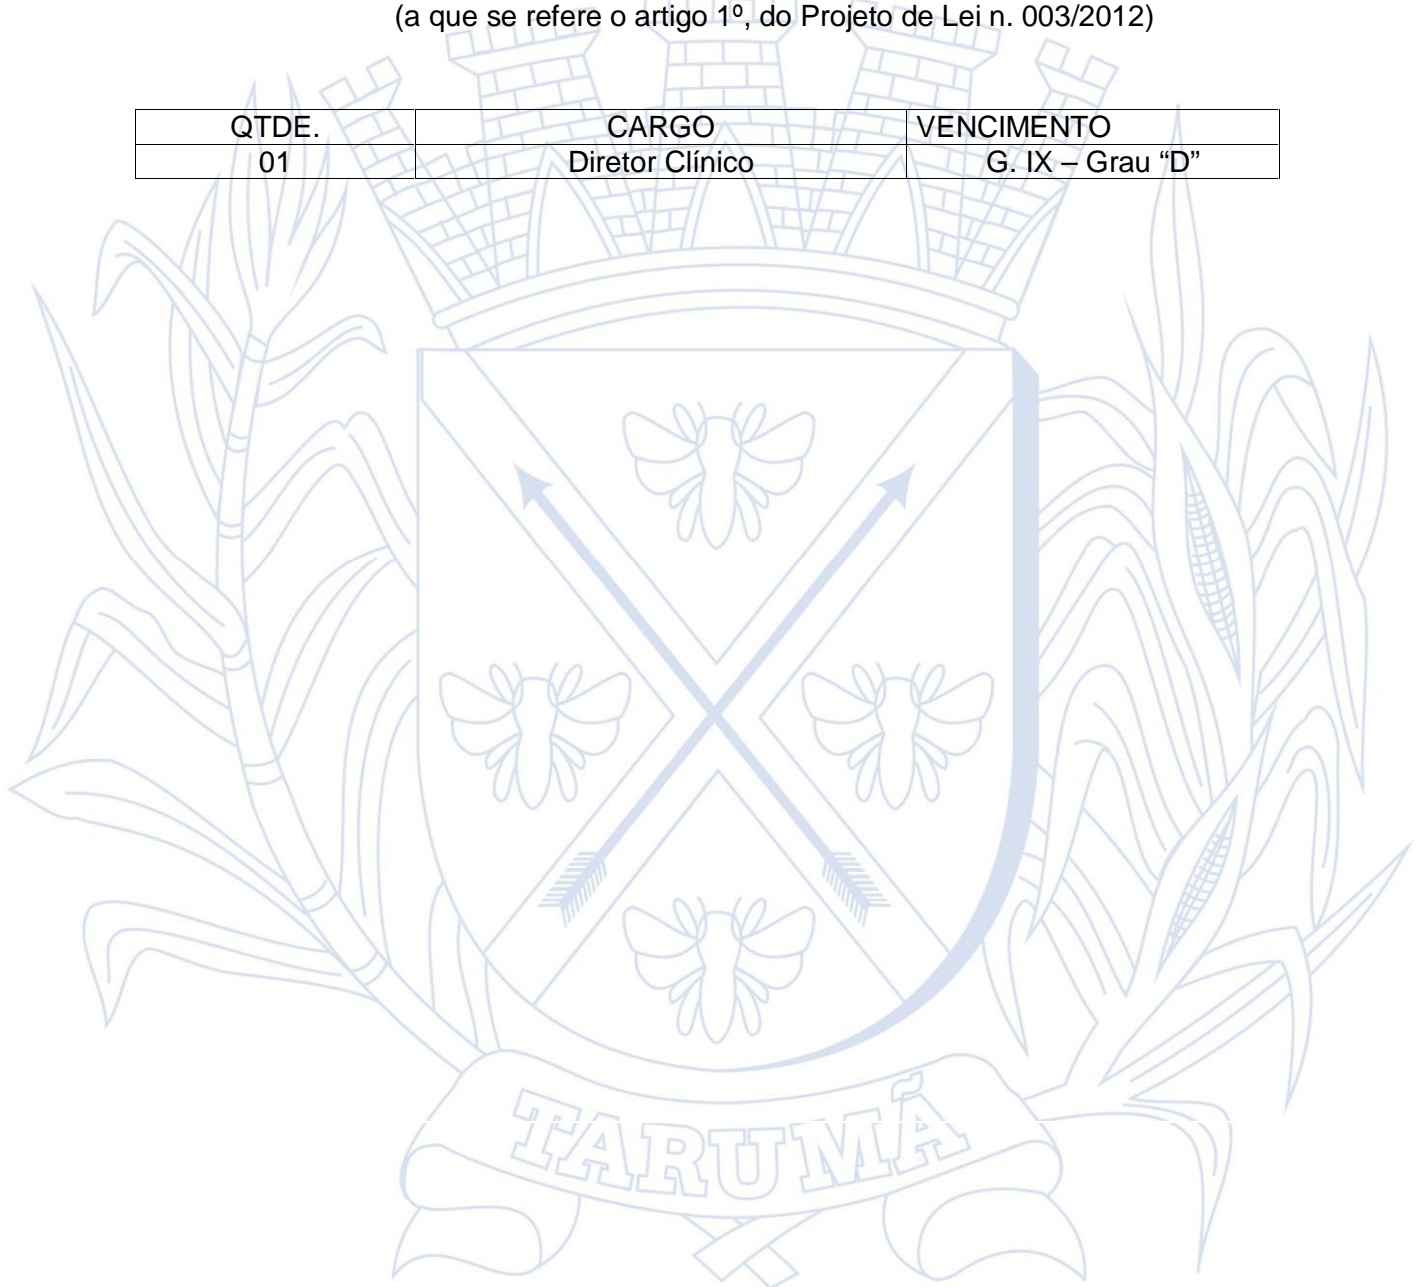 (a que se refere o artigo 1º, do Projeto de Lei n. 003/2012)
QTDE. CARGO VENCIMENTO
01 Diretor Clínico G. IX – Grau “D”
TARUMÃ